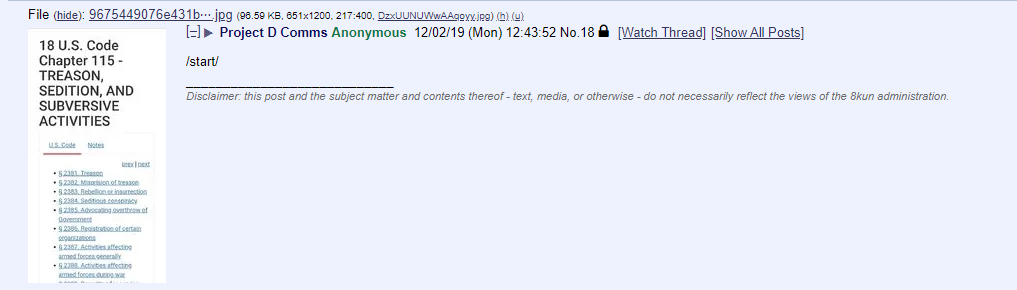 File (hide): 9675449076e431b⋯.jpg (96.59 KB, 651x1200, 217:400, DzxUUNUWwAAqoyy.jpg) (h) (u)
[–] ▶ Project D Comms Anonymous 12/02/19 (Mon) 12:43:52 No.18 [Watch Thread] [Show All Posts]
/start/
Disclaimer: this post and the subject matter and contents thereof - text, media, or otherwise - do not necessarily reflect the views of the 8kun administration.
18 U.S. Code
Chapter 115 -
TREASON,
SEDITION, AND
SUBVERSIVE
ACTIVITIES
U.S. Code Notes
prev | next
• § 2381. Treason
• § 2382. Misprision of treason
• § 2383. Rebellion or insurrection
• § 2384. Seditious conspiracy
• § 2385. Advocating overthrow of
Government
• § 2386. Registration of certain
organizations
• § 2387. Activities affecting
armed forces generally
• § 2388. Activities affecting
armed forces during war